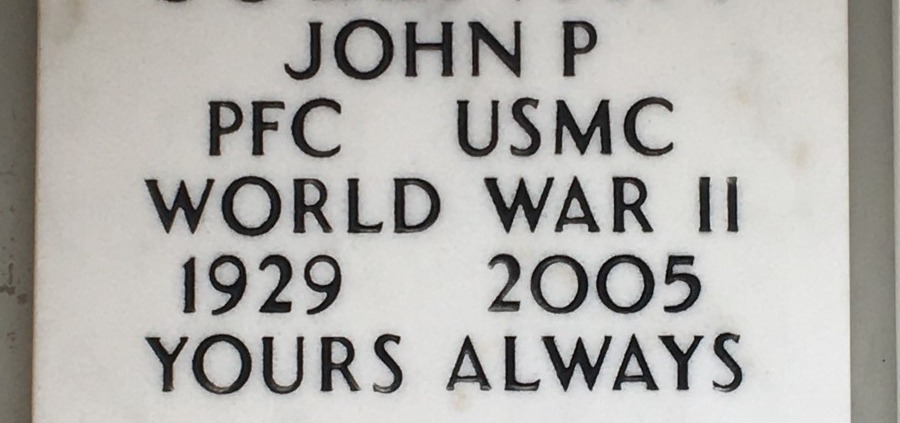 JOHN P
PFC USMC
WORLD WAR II
1929 2005
YOURS ALWAYS